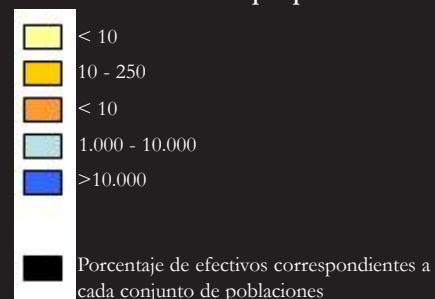 < 10
10 - 250
< 10
1.000 - 10.000
>10.000
Porcentaje de efectivos correspondientes a
cada conjunto de poblaciones